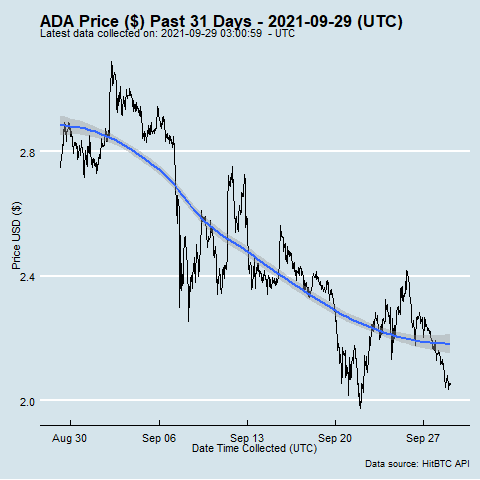 ADA Price ($) Past 31 Days - 2021-09-29 (UTC)
Latest data collected on: 2021-09-29 03:00:59 - UTC
Price USD ($)
2.8
2.4
2.0
Aug 30 Sep 06 Sep 13 Sep 20 Sep 27
Date Time Collected (UTC)
Data source: HitBTC API